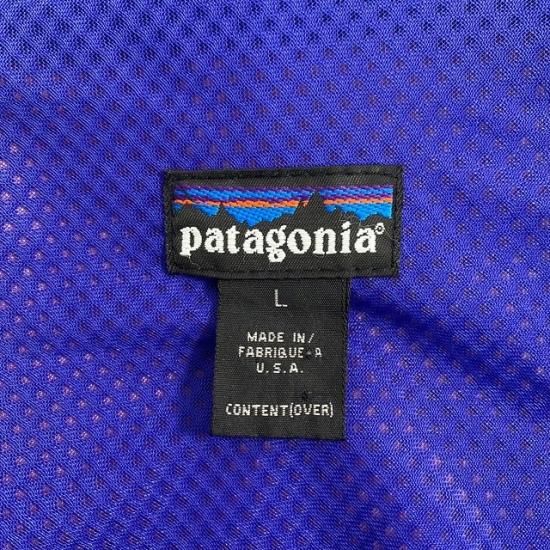 patagonia®
L
MADE IN/
FABRIQUE-A
U.S.A.
CONTENT(OVER)